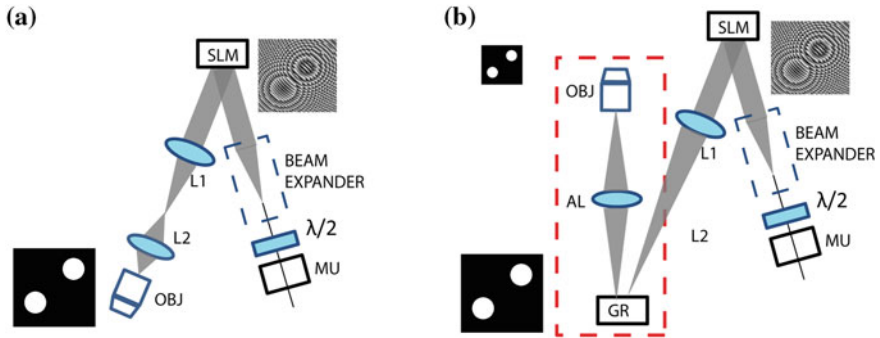 (a)
SLM
L1
BEAM
EXPANDER
L2
λ/2
MU
OBJ
(b)
SLM
OBJ
L1
BEAM
EXPANDER
AL
L2
λ/2
MU
GR